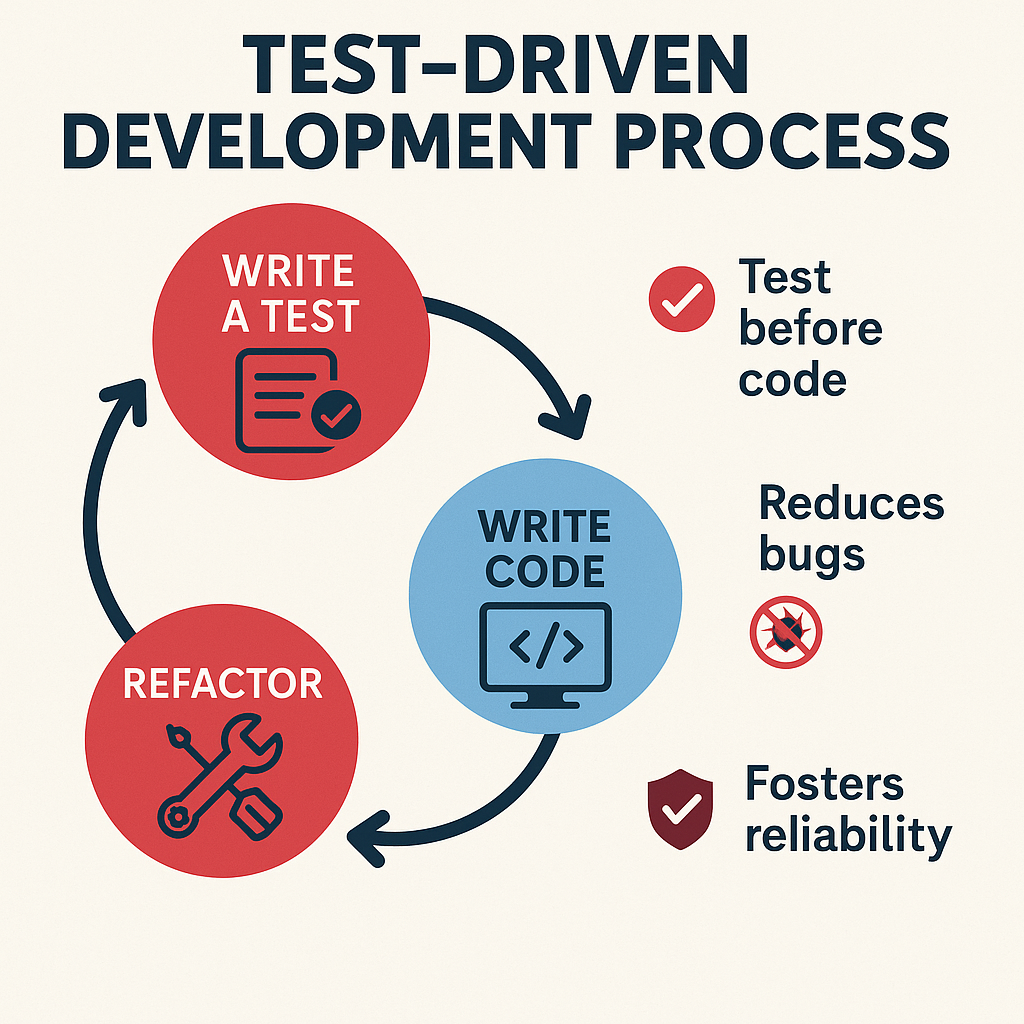 TEST–DRIVEN
DEVELOPMENT PROCESS
WRITE
A TEST
WRITE
CODE
</>
REFACTOR
Test
before
code
Reduces
bugs
Fosters
reliability